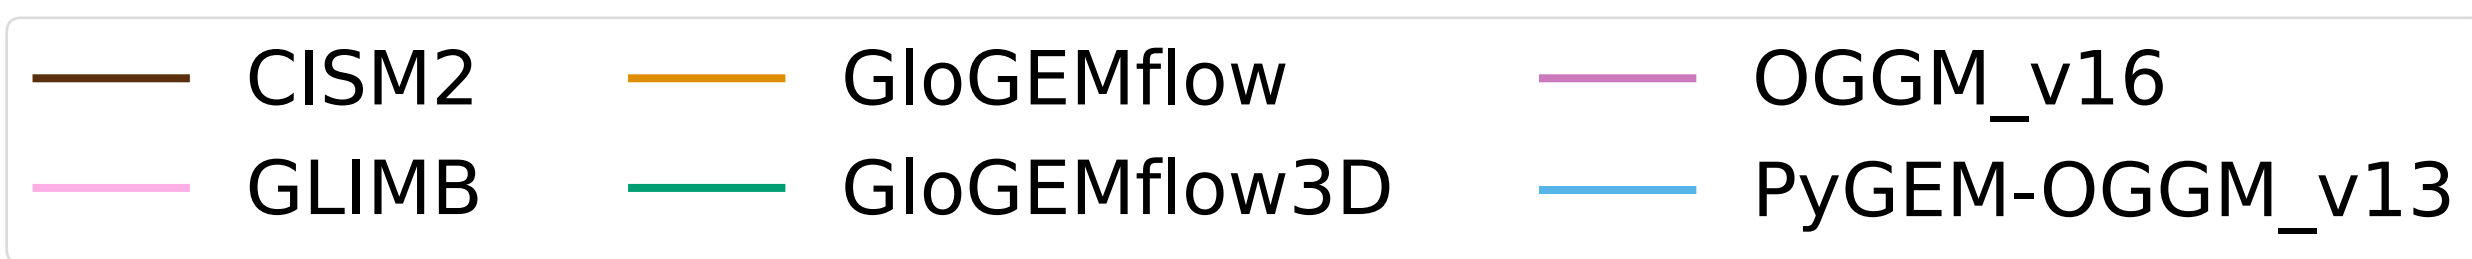 CISM2 GloGEMflow OGGM_v16
GLIMB GloGEMflow3D PyGEM-OGGM_v13